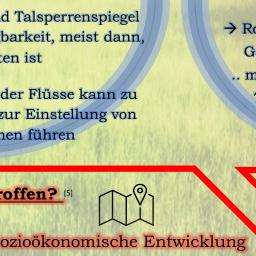 d Talsperrenspiegel
barkeit, meist dann,
ten ist
→ Ro
G
.. m
der Flüsse kann zu
zur Einstellung von
nen führen
roffen? [5]
ozioökonomische Entwicklung